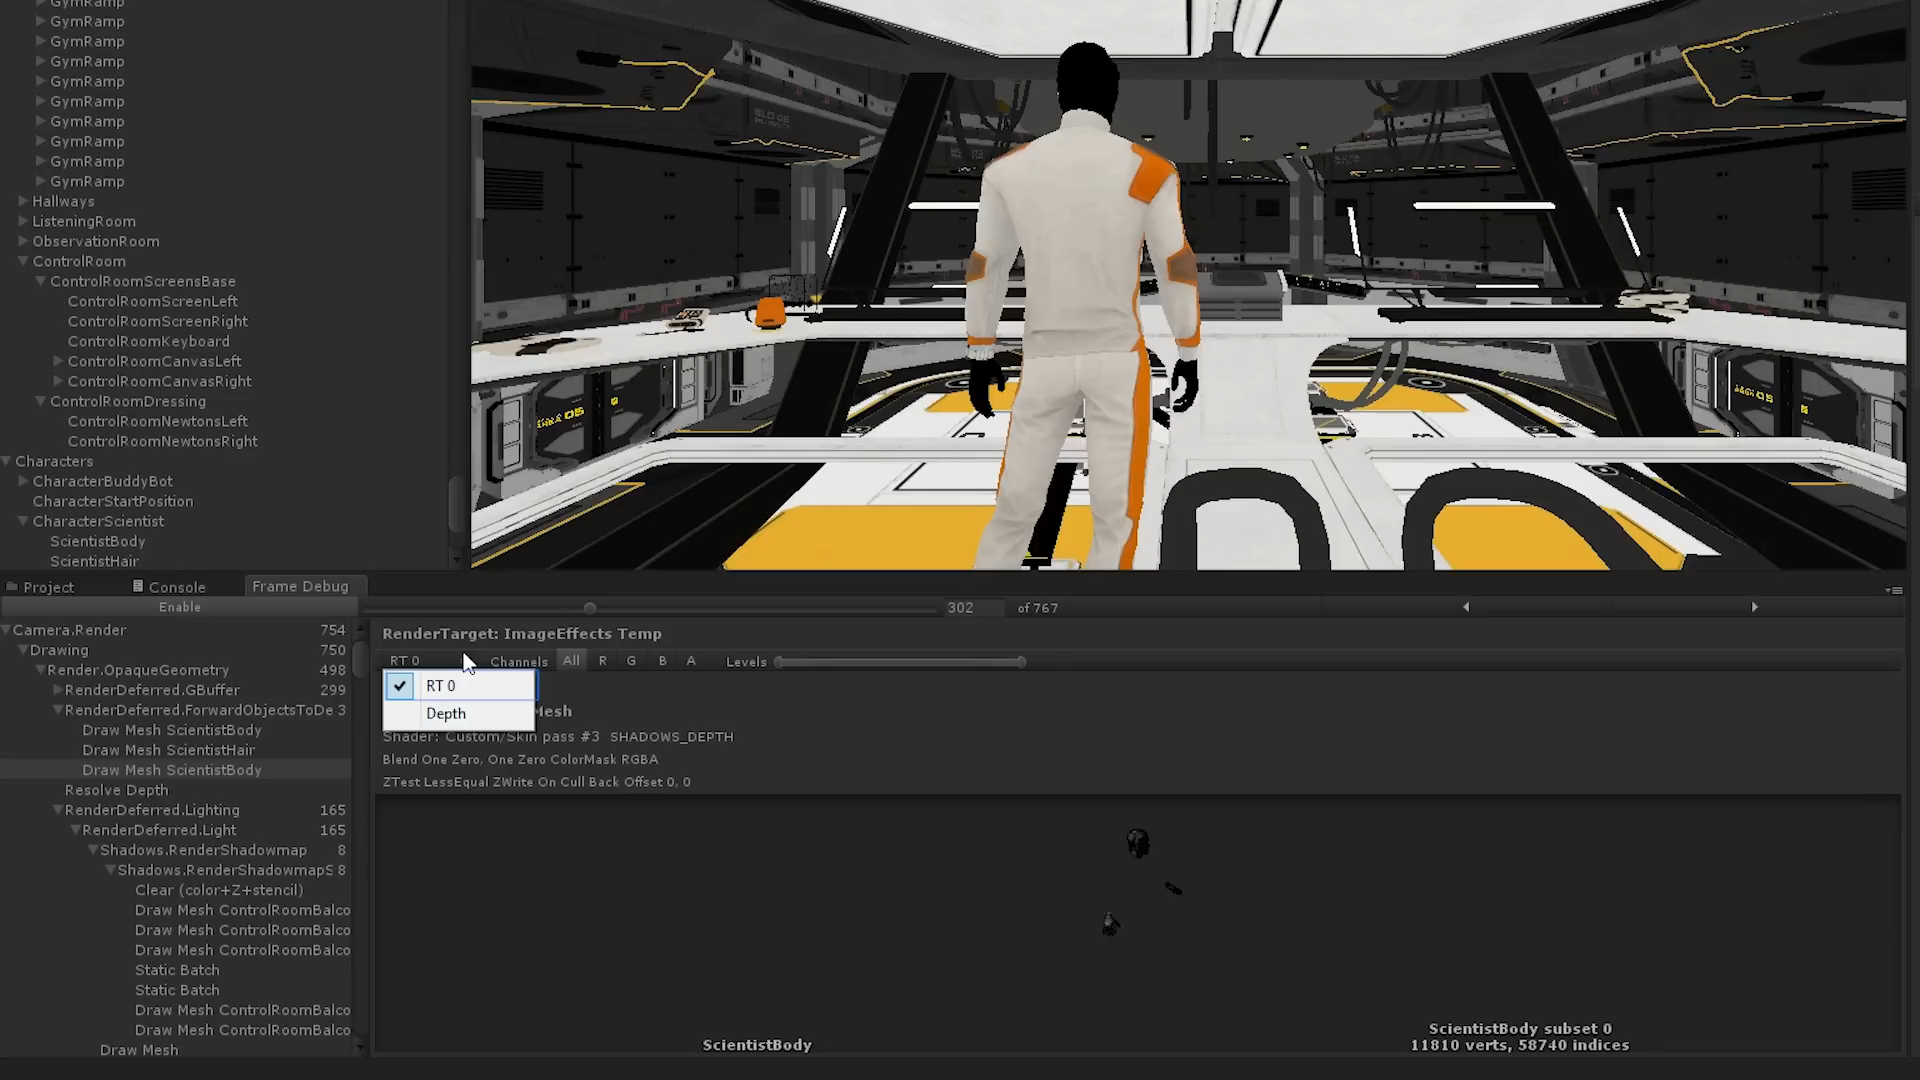 GymRamp
GymRamp
GymRamp
GymRamp
GymRamp
GymRamp
GymRamp
GymRamp
GymRamp
GymRamp
Hallways
ListeningRoom
ObservationRoom
ControlRoom
ControlRoomScreensBase
ControlRoomScreenLeft
ControlRoomScreenRight
ControlRoomKeyboard
ControlRoomCanvasLeft
ControlRoomCanvasRight
ControlRoomDressing
ControlRoomNewtonsLeft
ControlRoomNewtonsRight
Characters
CharacterBuddyBot
CharacterStartPosition
CharacterScientist
ScientistBody
ScientistHair
Project Console Frame Debug
Enable 302 of 767
Camera.Render 754
Drawing 750
Render.OpaqueGeometry 498
RenderDeferred.GBuffer 299
RenderDeferred.ForwardObjectsToDe 3
Draw Mesh ScientistBody
Draw Mesh ScientistHair
Draw Mesh ScientistBody
Resolve Depth
RenderDeferred.Lighting 165
RenderDeferred.Light 165
Shadows.RenderShadowmap 8
Shadows.RenderShadowmapS 8
Clear (color+Z+stencil)
Draw Mesh ControlRoomBalco
Draw Mesh ControlRoomBalco
Draw Mesh ControlRoomBalco
Static Batch
Static Batch
Draw Mesh ControlRoomBalco
Draw Mesh ControlRoomBalco
Draw Mesh
RenderTarget: ImageEffects Temp
RT 0 Channels All R G B A Levels
RT 0
Depth
Mesh
Shader: Custom/Skin pass #3 SHADOWS_DEPTH
Blend One Zero, One Zero ColorMask RGBA
ZTest LessEqual ZWrite On Cull Back Offset 0, 0
ScientistBody
ScientistBody subset 0
11810 verts, 58740 indices